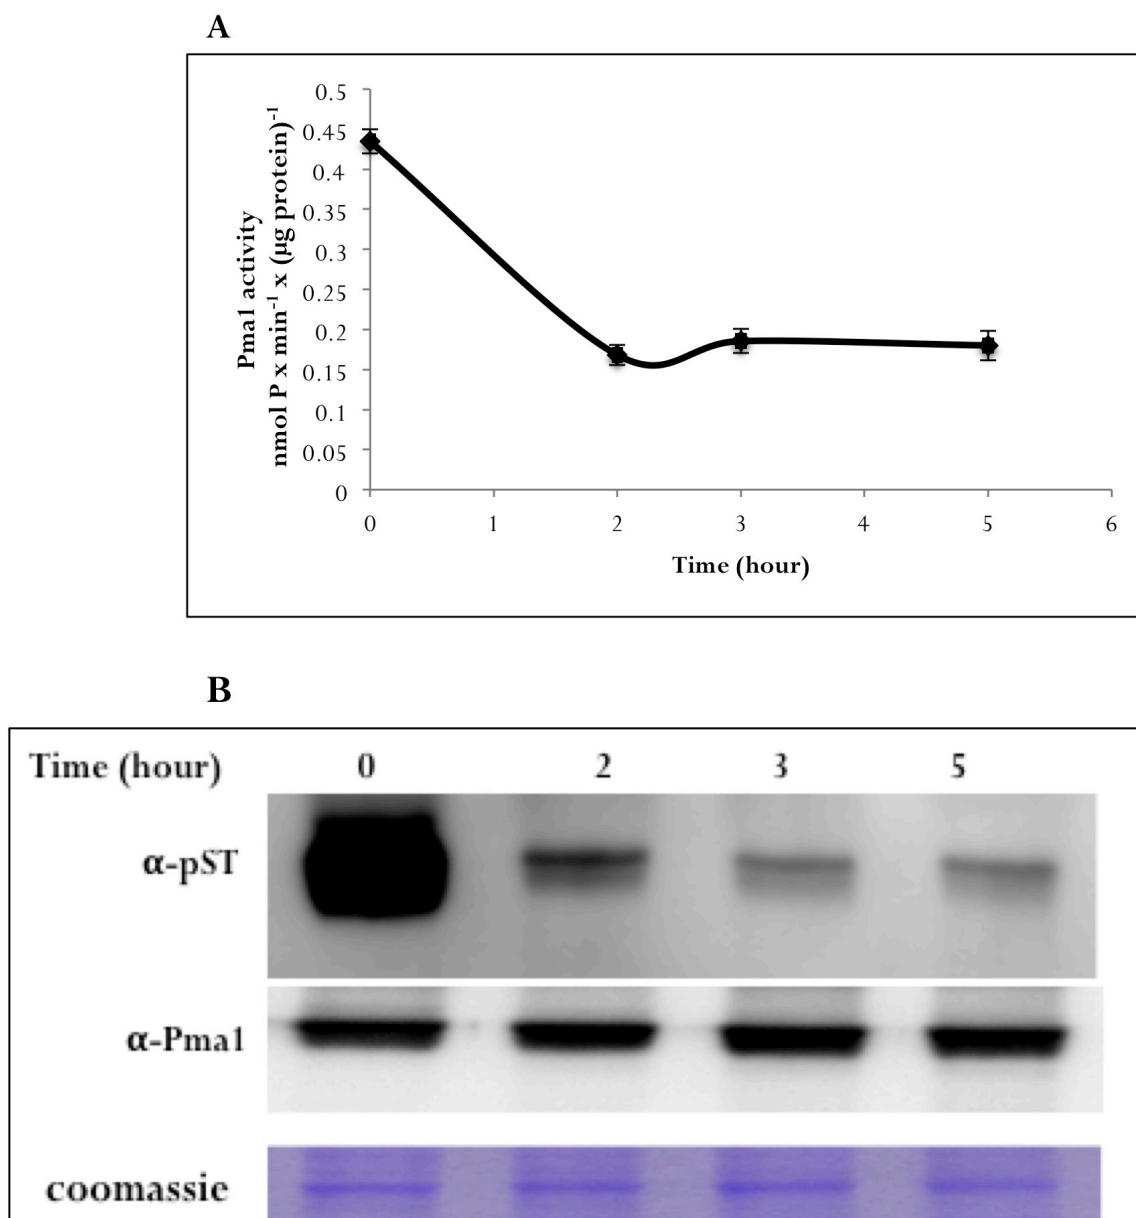 A
Pma1 activity
nmol P x min⁻¹ x (µg protein)⁻¹
0.5
0.45
0.4
0.35
0.3
0.25
0.2
0.15
0.1
0.05
0
0 1 2 3 4 5 6
Time (hour)
B
Time (hour) 0 2 3 5
α-pST
α-Pma1
coomassie